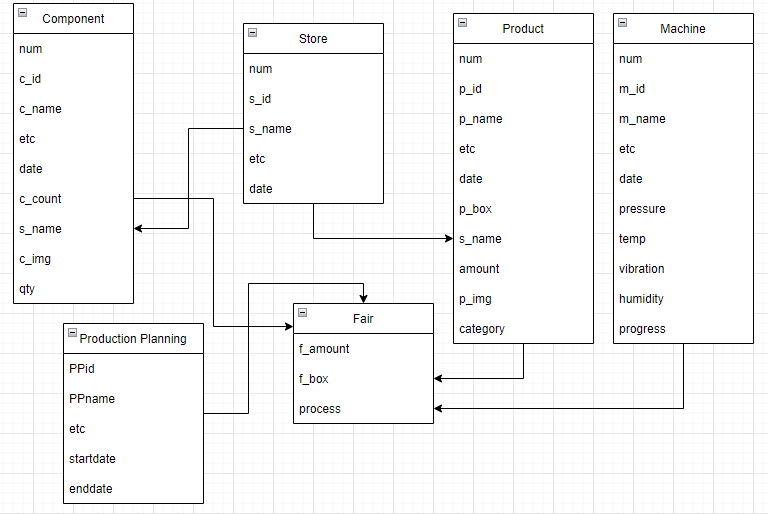 Component
num
c_id
c_name
etc
date
c_count
s_name
c_img
qty
Store
num
s_id
s_name
etc
date
Product
num
p_id
p_name
etc
date
p_box
s_name
amount
p_img
category
Machine
num
m_id
m_name
etc
date
pressure
temp
vibration
humidity
progress
Production Planning
PPid
PPname
etc
startdate
enddate
Fair
f_amount
f_box
process